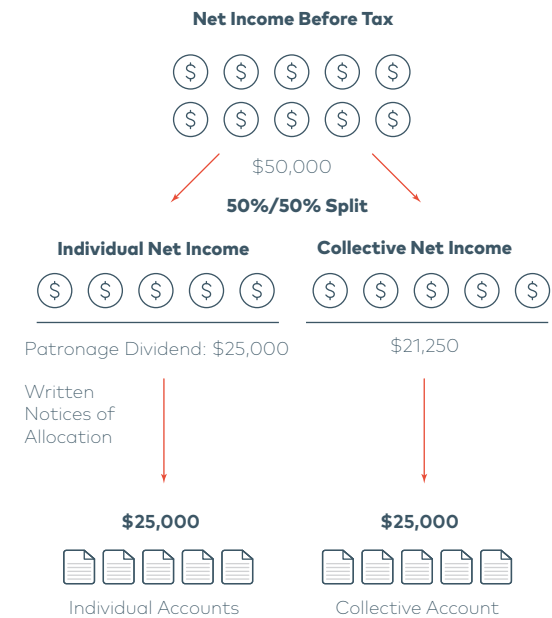 Net Income Before Tax
$ $ $ $ $
$ $ $ $ $
$50,000
50%/50% Split
Individual Net Income
$ $ $ $ $
Patronage Dividend: $25,000
Written
Notices of
Allocation
$25,000
Individual Accounts
Collective Net Income
$ $ $ $ $
$21,250
$25,000
Collective Account